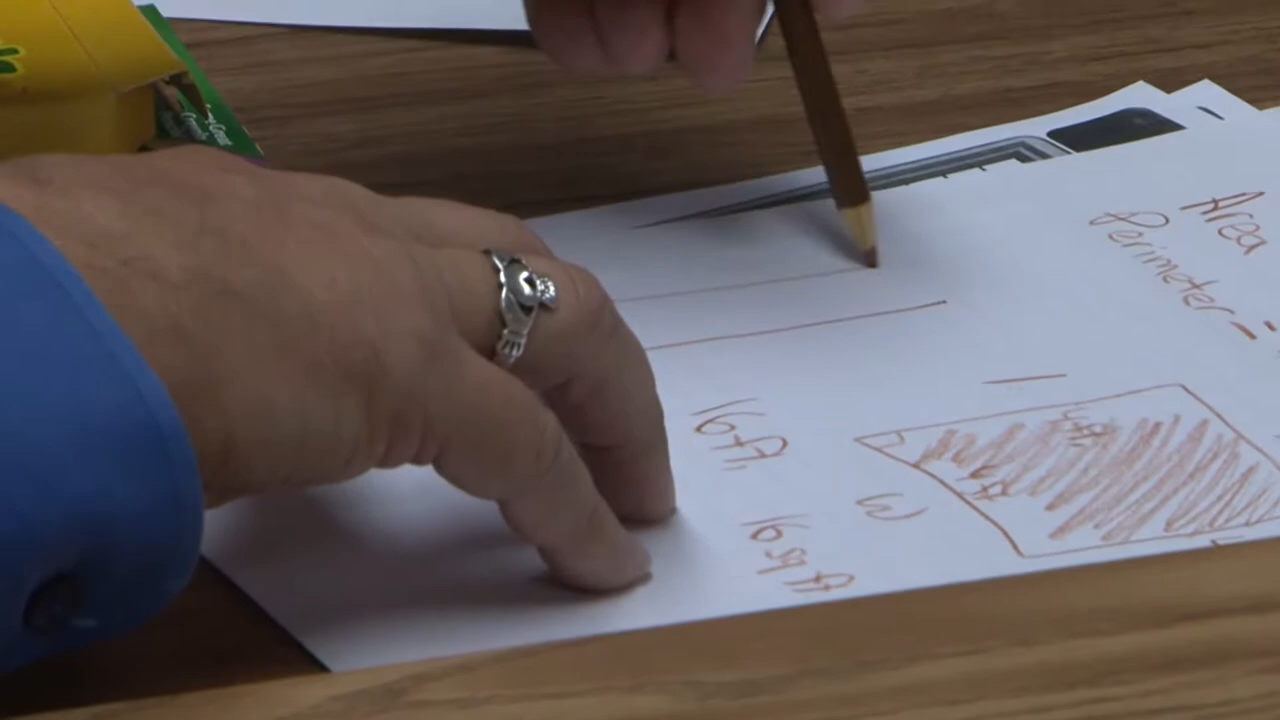 Area
Perimeter =
16 ft.
4 ft
4 ft
W
16 sq ft